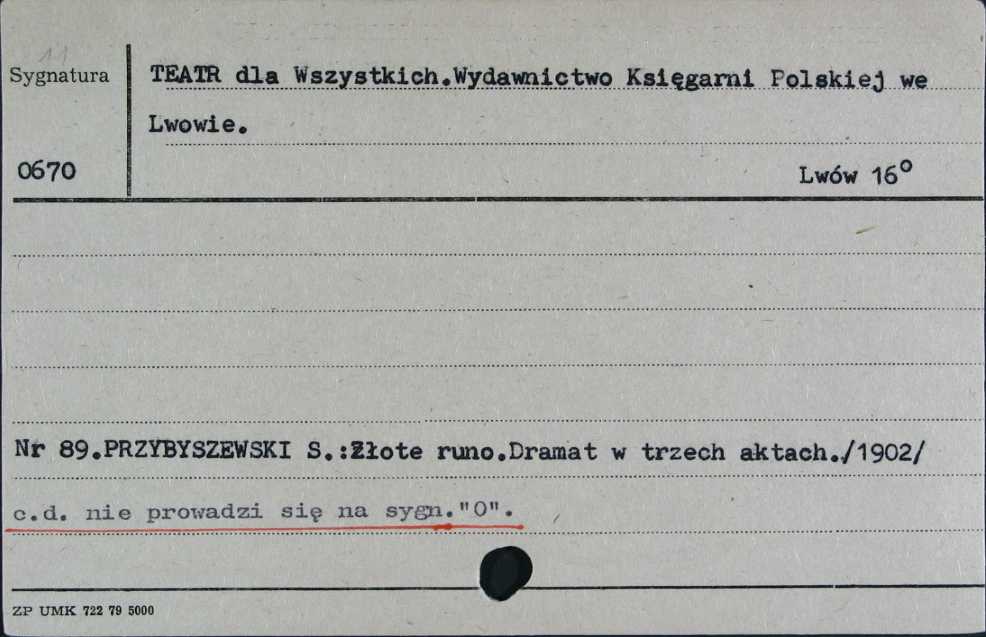 11
Sygnatura
TEATR dla Wszystkich.Wydawnictwo Księgarni Polskiej we
Lwowie.
0670
Lwów 16°
Nr 89.PRZYBYSZEWSKI S.:Złote runo.Dramat w trzech aktach./1902/
c.d. nie prowadzi się na sygn."O".
ZP UMK 722 79 5000